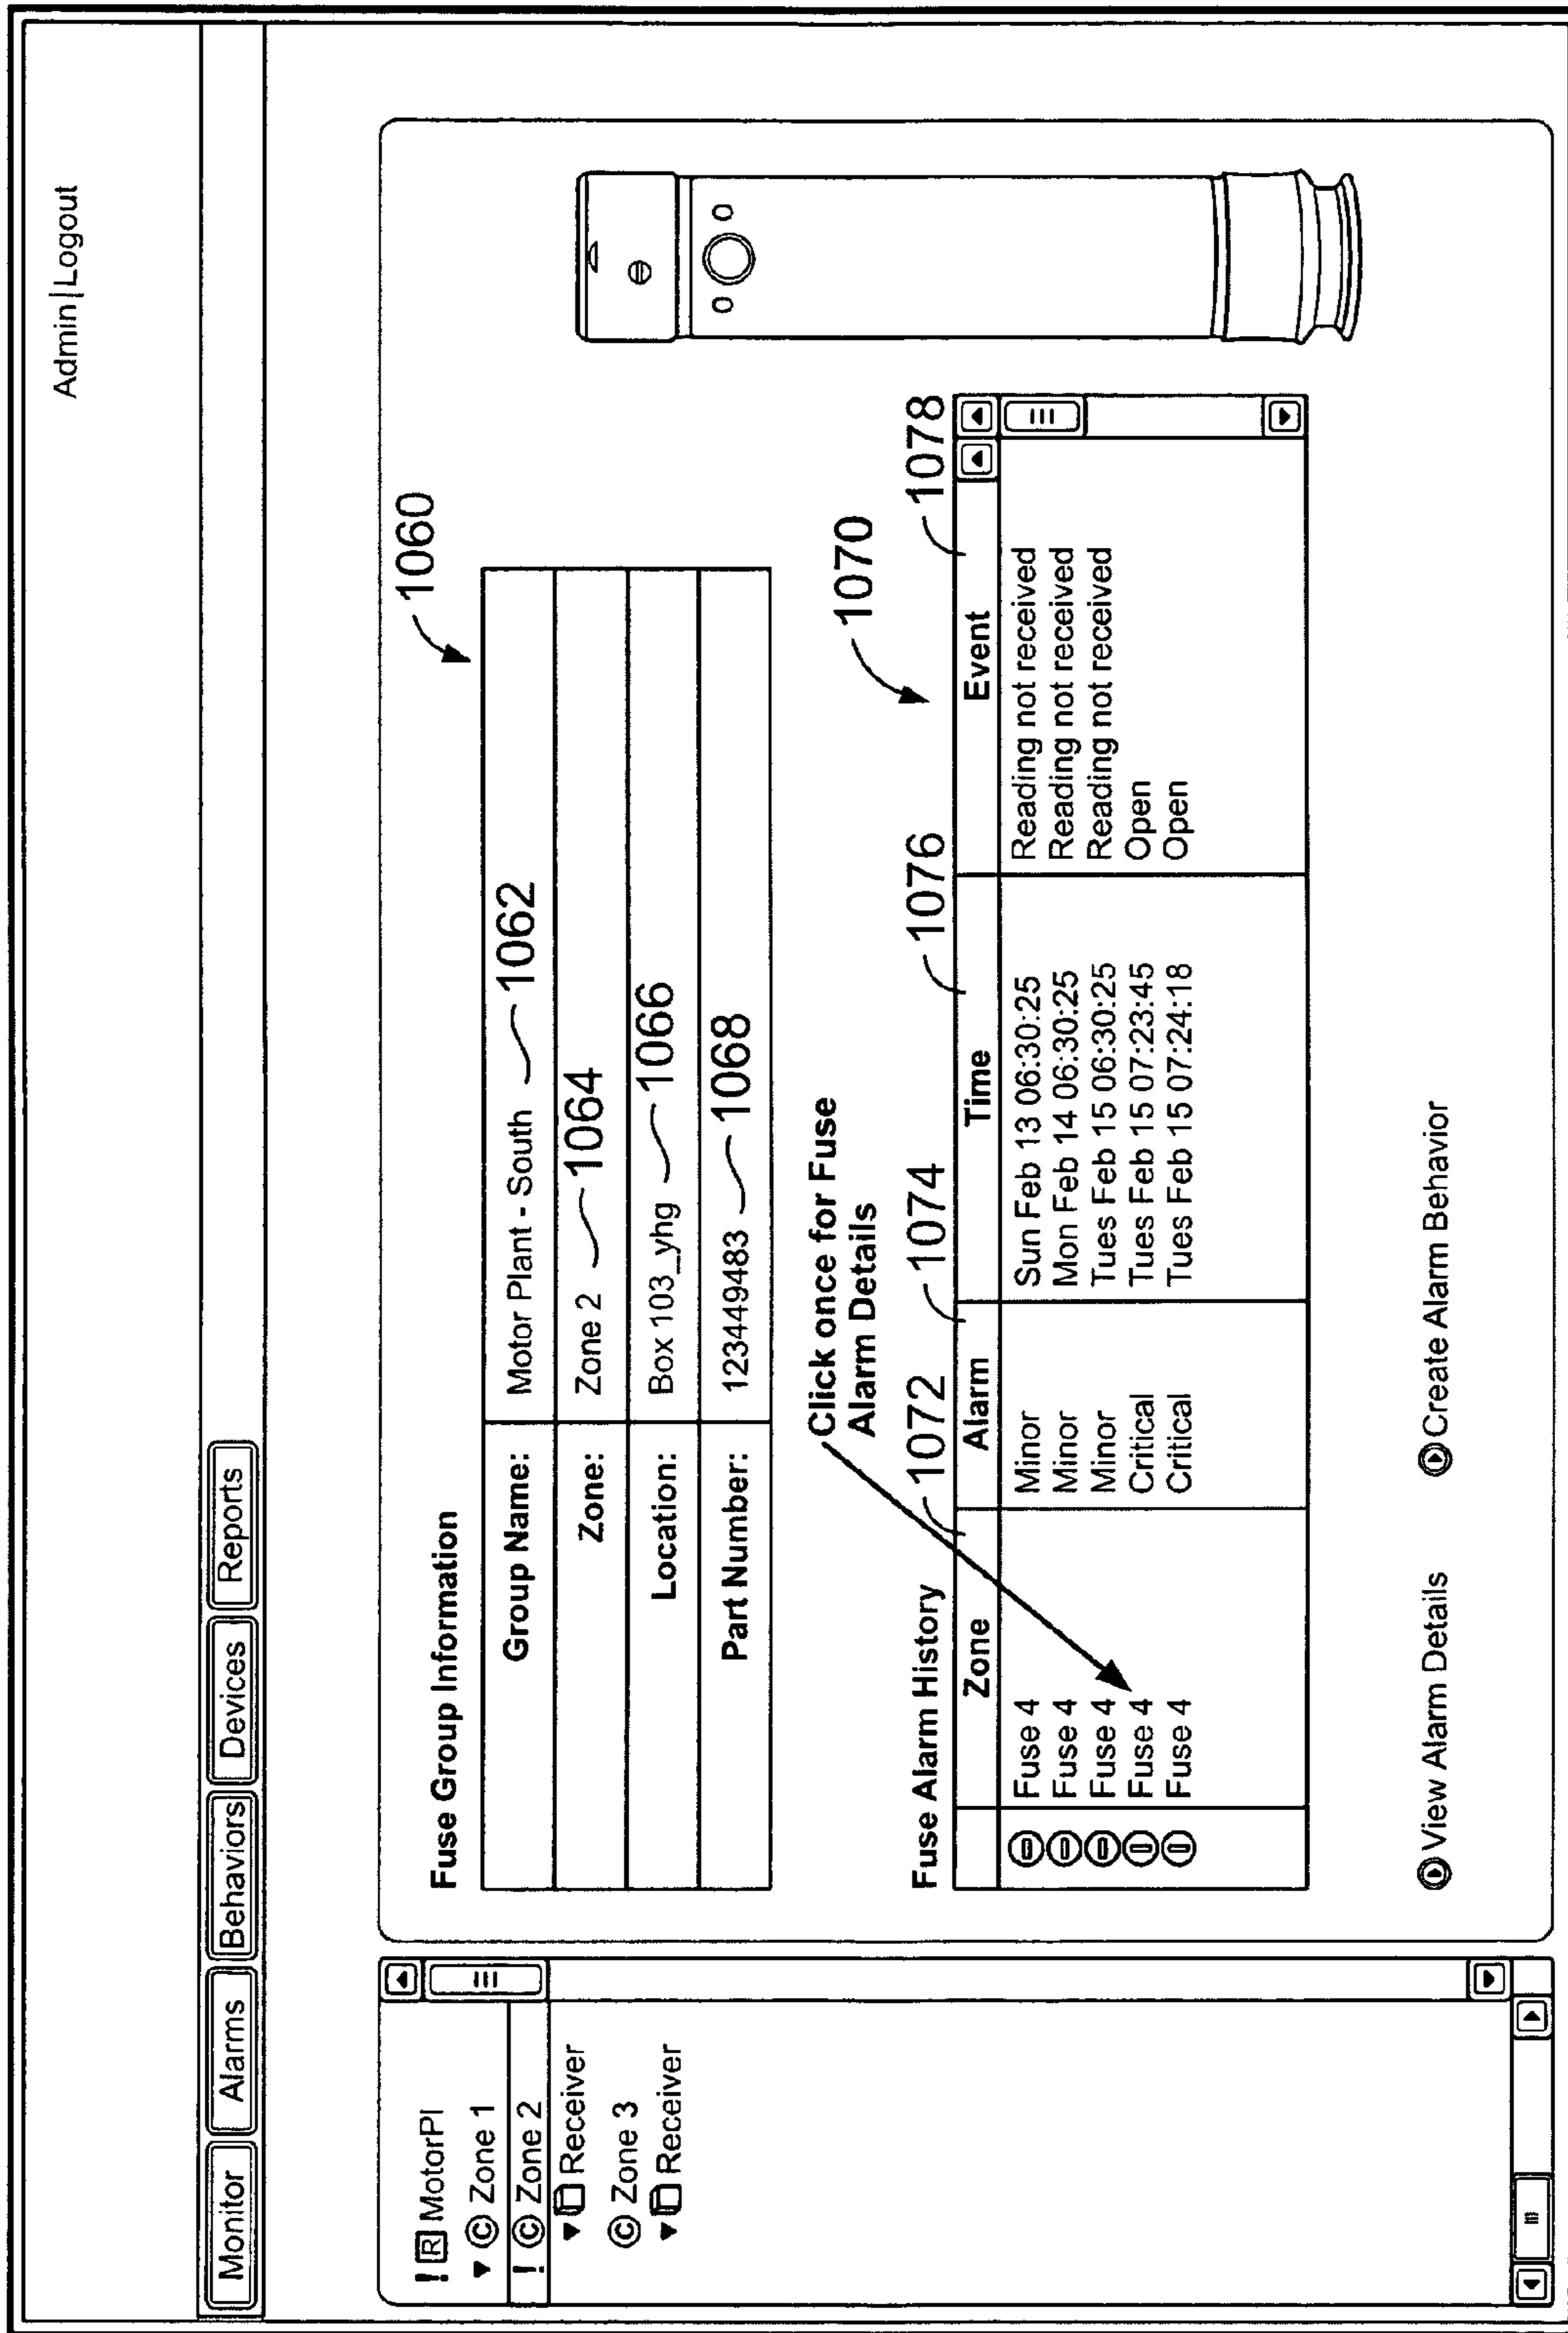 Admin|Logout
Monitor Alarms Behaviors Devices Reports
! R MotorPl
© Zone 1
! © Zone 2
Receiver
© Zone 3
Receiver
m
Fuse Group Information
1060
Group Name: Motor Plant - South 1062
Zone: Zone 2 1064
Location: Box 103_yhg 1066
Part Number: 123449483 1068
Click once for Fuse
Alarm Details
1070
Fuse Alarm History 1072 1074 1076 1078
Zone Alarm Time Event
Fuse 4 Minor Sun Feb 13 06:30:25 Reading not received
Fuse 4 Minor Mon Feb 14 06:30:25 Reading not received
Fuse 4 Minor Tues Feb 15 06:30:25 Reading not received
Fuse 4 Critical Tues Feb 15 07:23:45 Open
Fuse 4 Critical Tues Feb 15 07:24:18 Open
View Alarm Details Create Alarm Behavior